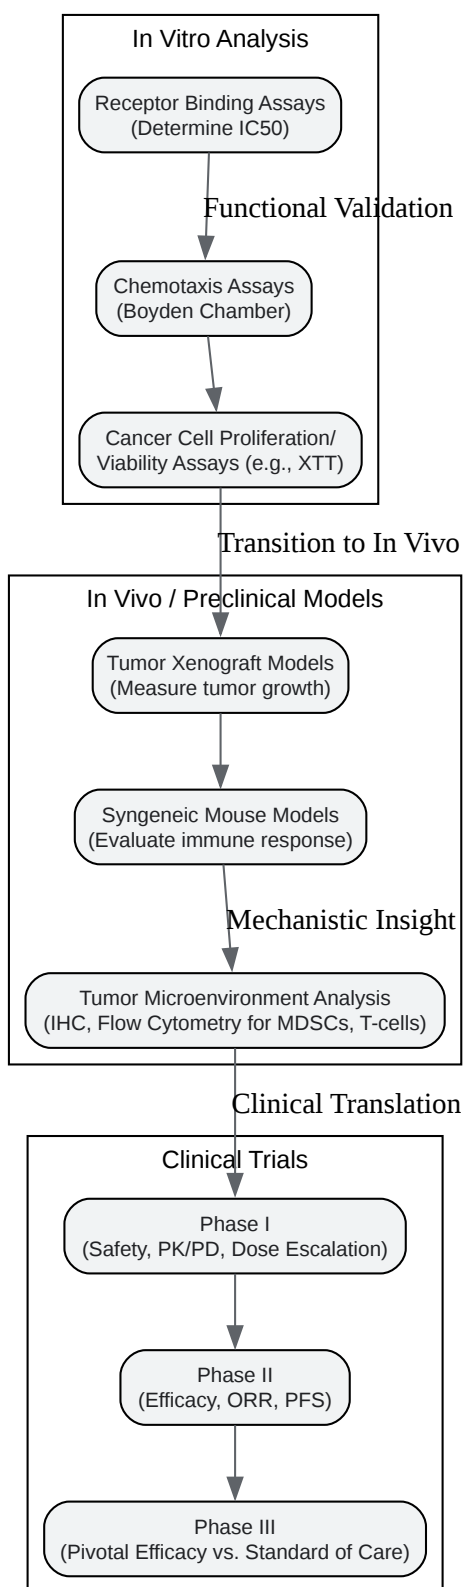 In Vitro Analysis
Receptor Binding Assays
(Determine IC50)
Functional Validation
Chemotaxis Assays
(Boyden Chamber)
Cancer Cell Proliferation/
Viability Assays (e.g., XTT)
Transition to In Vivo
In Vivo / Preclinical Models
Tumor Xenograft Models
(Measure tumor growth)
Syngeneic Mouse Models
(Evaluate immune response)
Mechanistic Insight
Tumor Microenvironment Analysis
(IHC, Flow Cytometry for MDSCs, T-cells)
Clinical Translation
Clinical Trials
Phase I
(Safety, PK/PD, Dose Escalation)
Phase II
(Efficacy, ORR, PFS)
Phase III
(Pivotal Efficacy vs. Standard of Care)